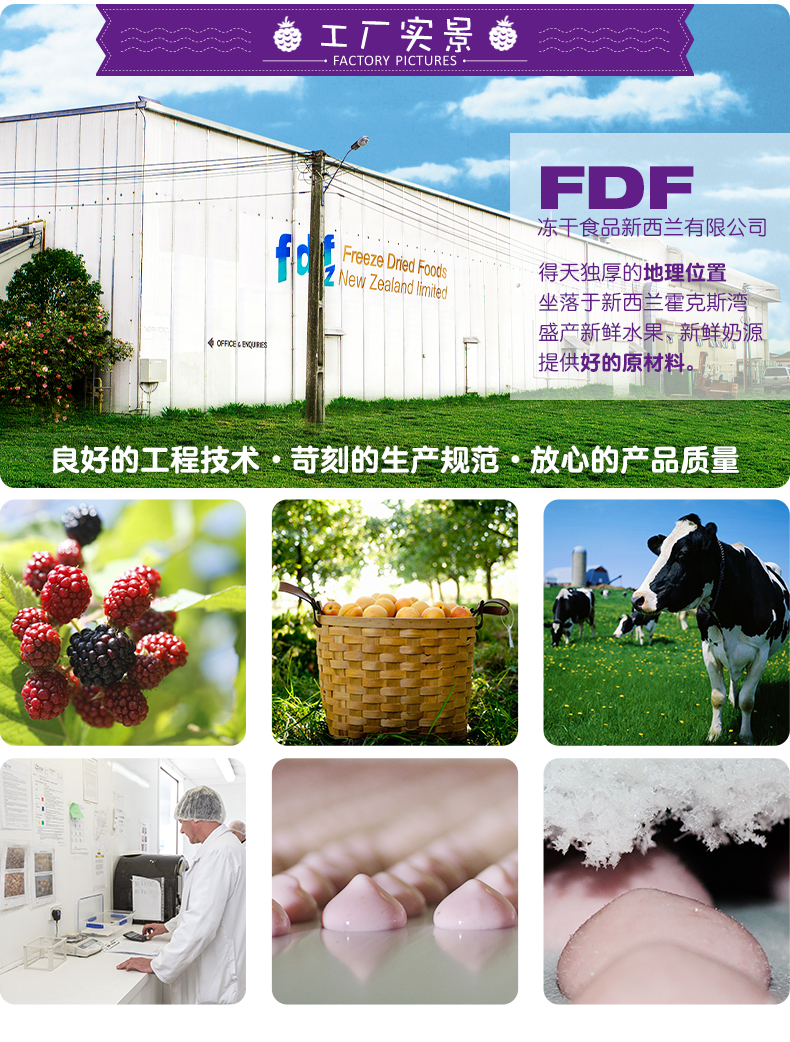 工厂实景
FACTORY PICTURES
FDF
冻干食品新西兰有限公司
得天独厚的地理位置
坐落于新西兰霍克斯湾
盛产新鲜水果、新鲜奶源
提供好的原材料。
fdf
nz
Freeze Dried Foods
New Zealand limited
OFFICE & ENQUIRIES
良好的工程技术·苛刻的生产规范·放心的产品质量